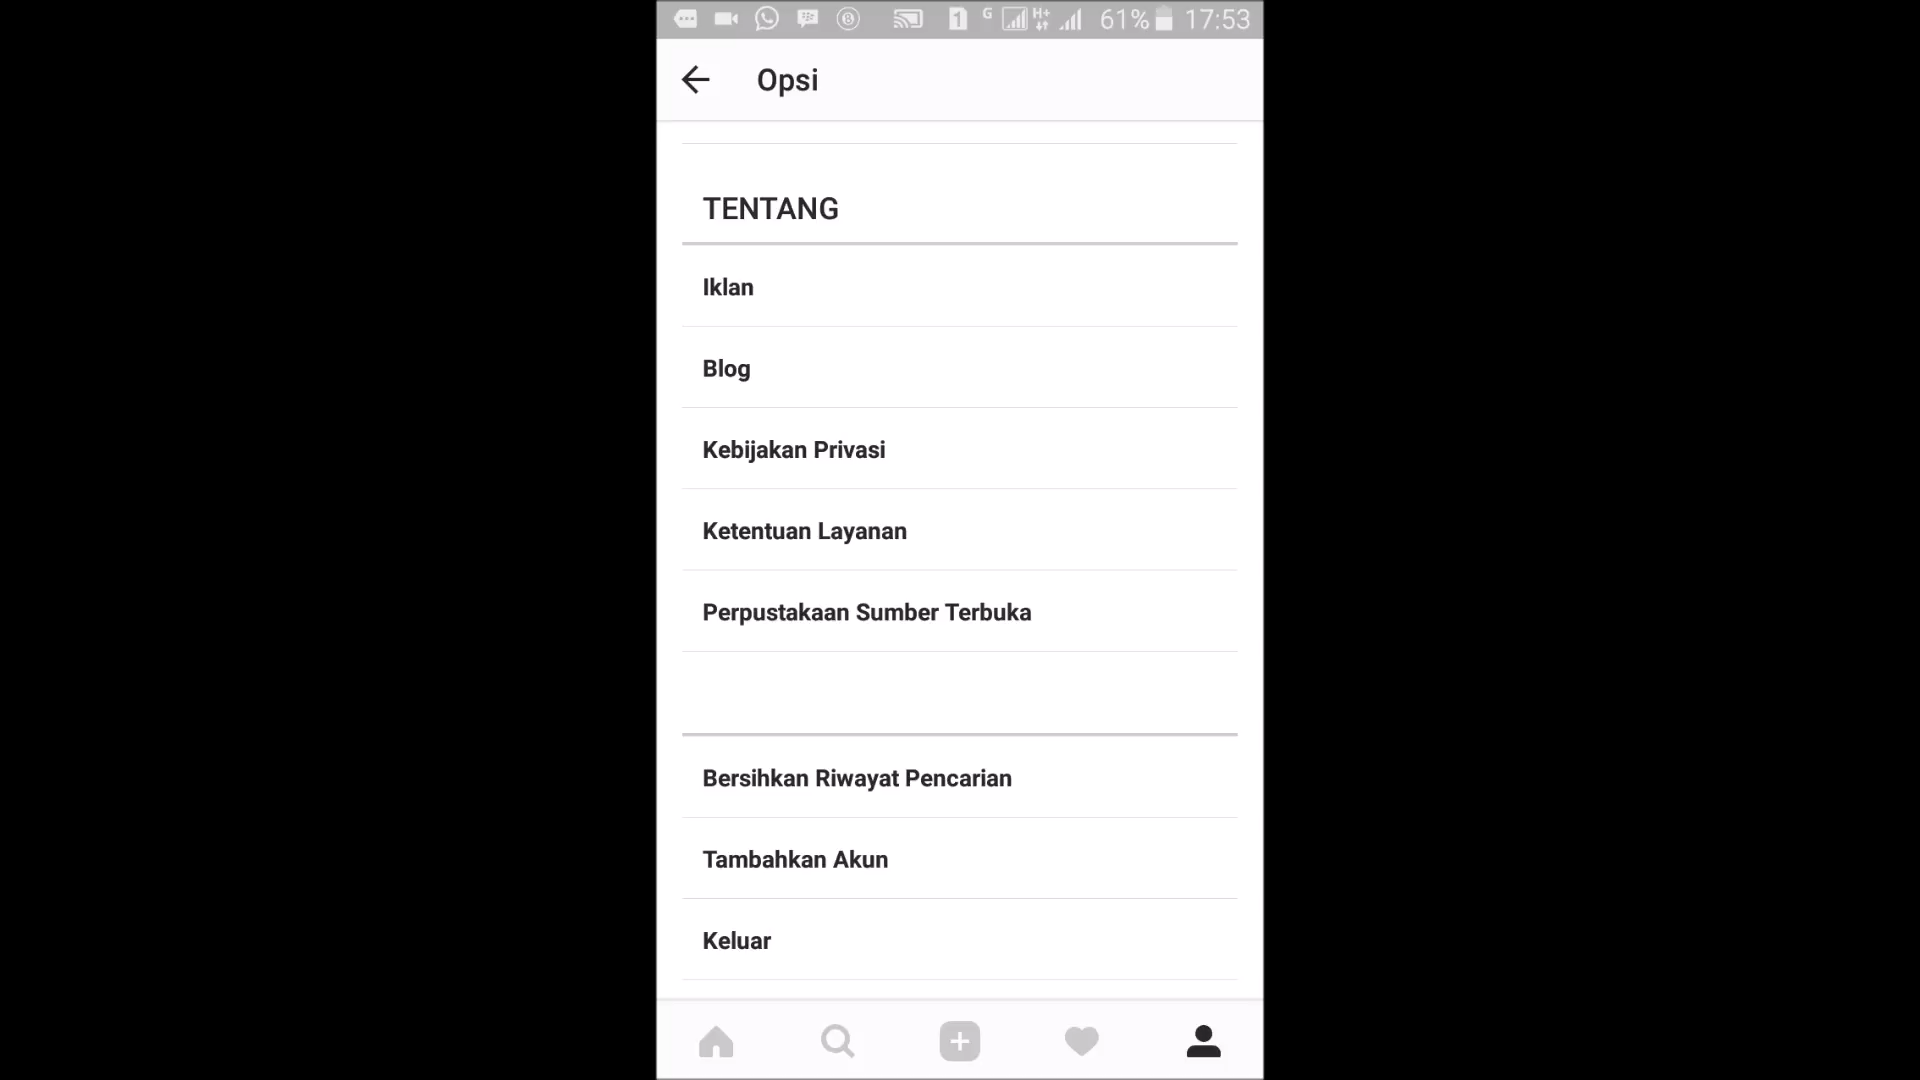 1 G H+ 61% 17:53
Opsi
TENTANG
Iklan
Blog
Kebijakan Privasi
Ketentuan Layanan
Perpustakaan Sumber Terbuka
Bersihkan Riwayat Pencarian
Tambahkan Akun
Keluar